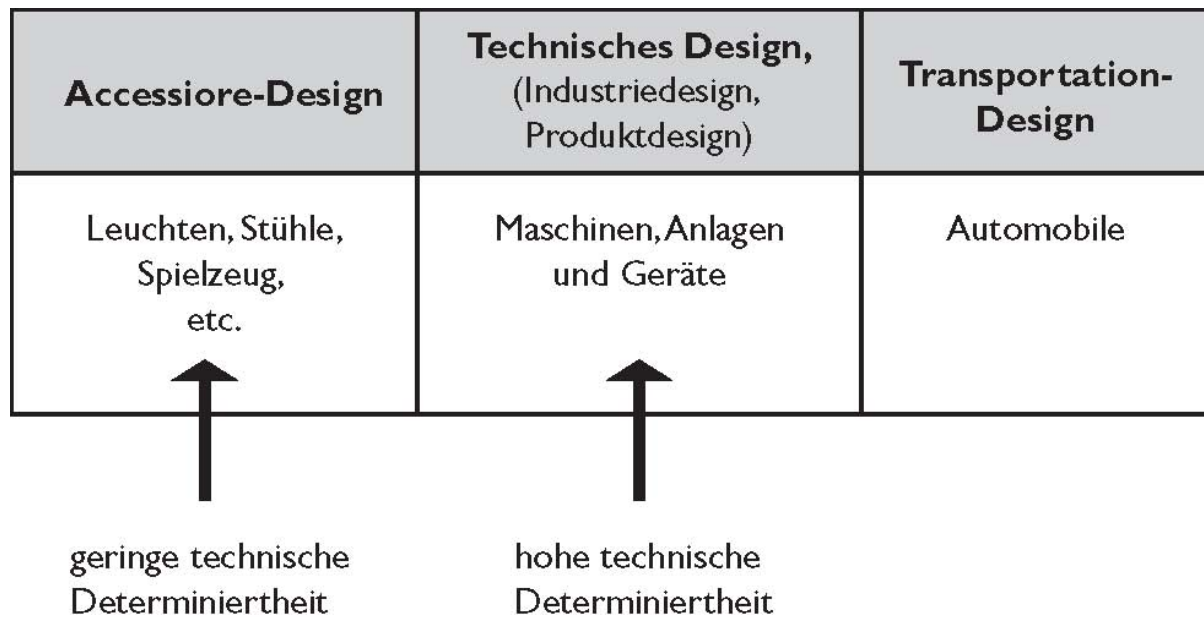 Accessiore-Design
Technisches Design,
(Industriedesign,
Produktdesign)
Transportation-
Design
Leuchten, Stühle,
Spielzeug,
etc.
Maschinen, Anlagen
und Geräte
Automobile
geringe technische
Determiniertheit
hohe technische
Determiniertheit